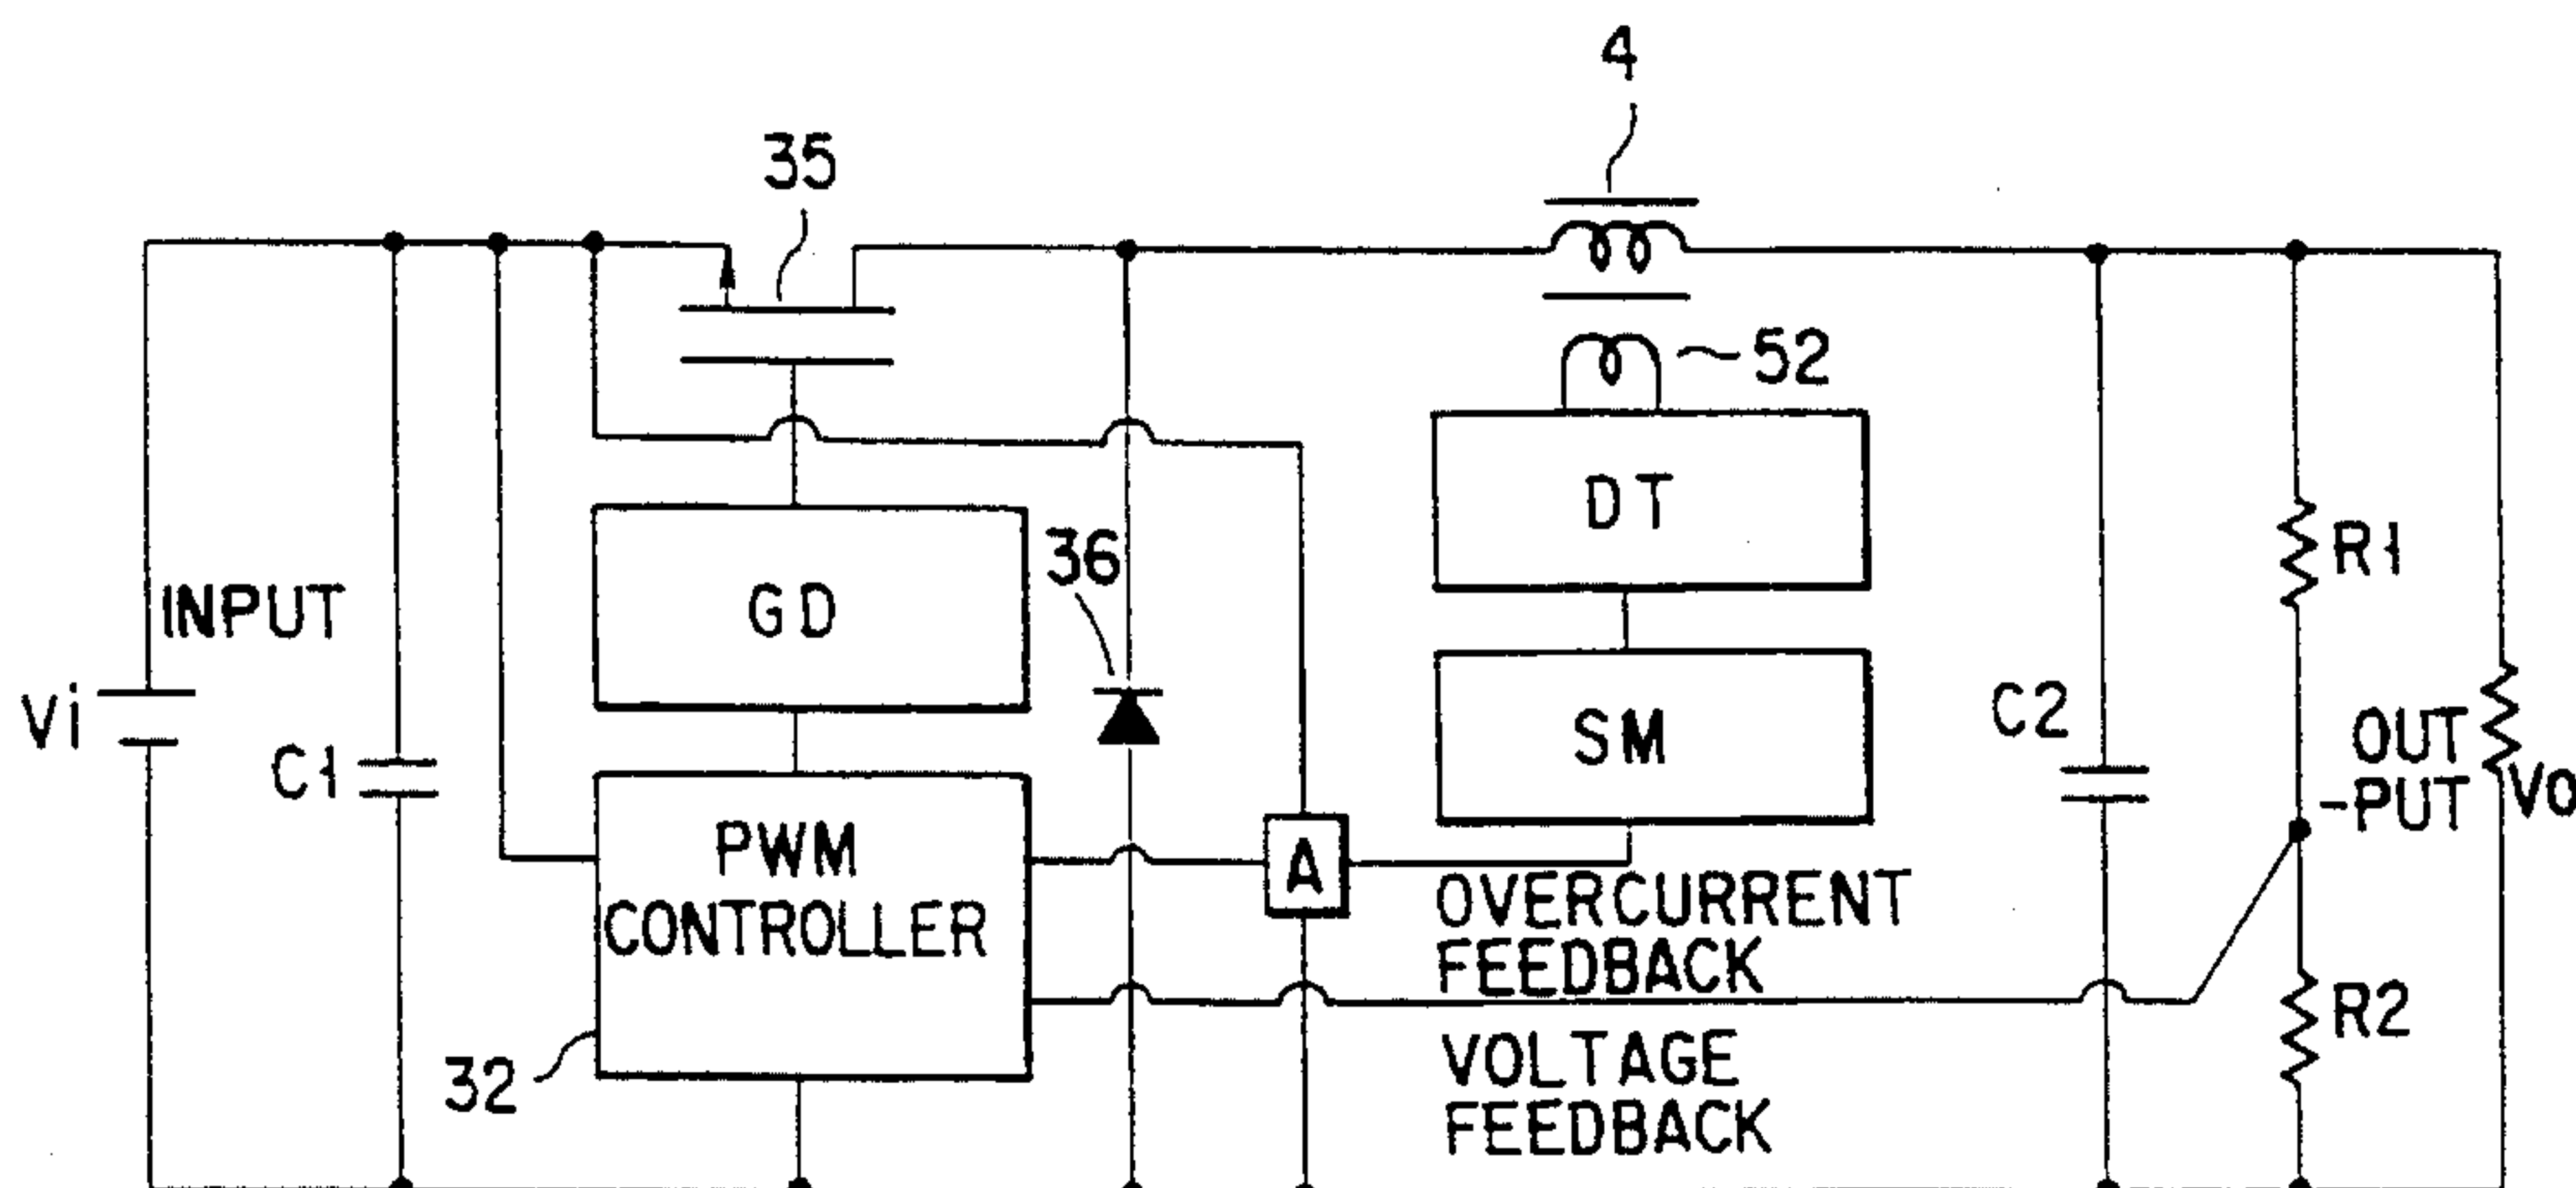 4
35
52
DT
R1
36
GD
INPUT
Vi
C1
SM
C2
OUT
-PUT
Vo
PWM
CONTROLLER
A
OVERCURRENT
FEEDBACK
32
VOLTAGE
FEEDBACK
R2